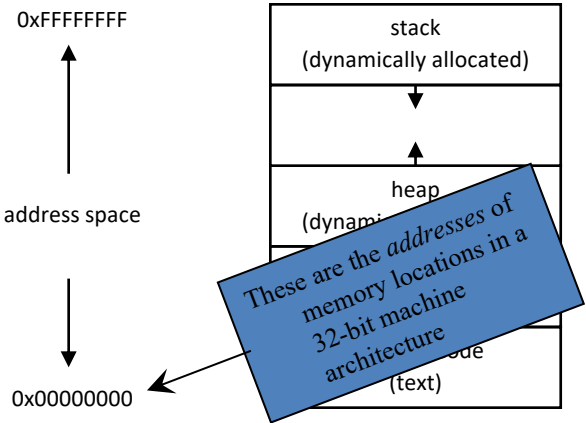 0xFFFFFFFF
stack
(dynamically allocated)
heap
address space
These are the addresses of
memory locations in a
32-bit machine
architecture
(text)
0x00000000